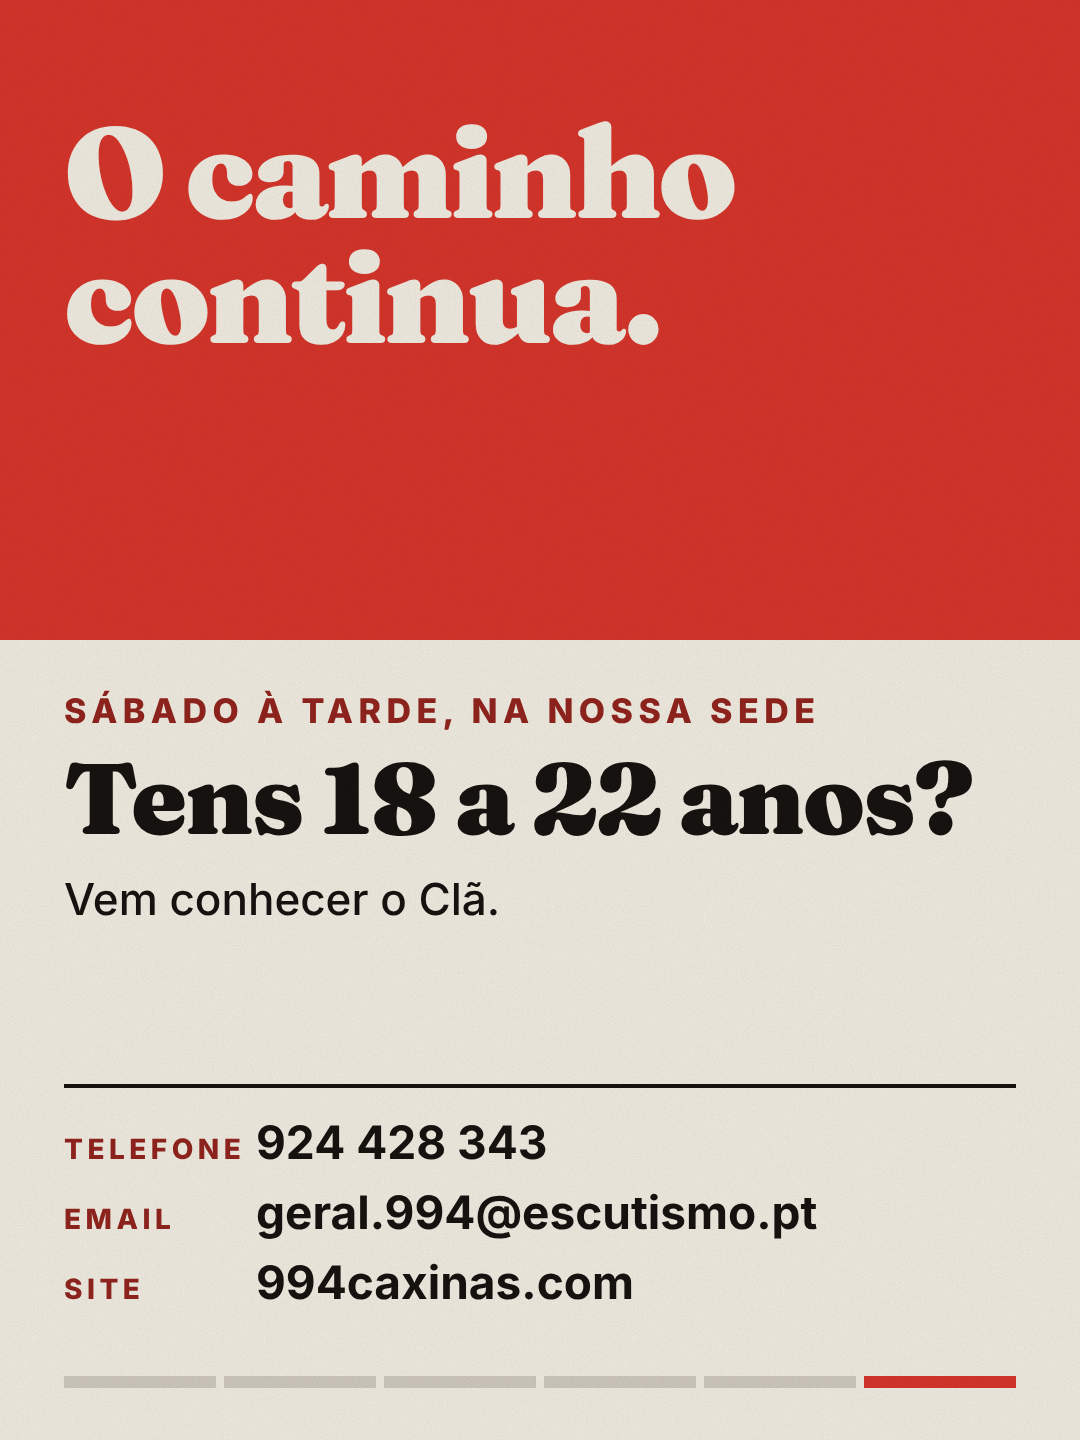 O caminho
continua.
SÁBADO À TARDE, NA NOSSA SEDE
Tens 18 a 22 anos?
Vem conhecer o Clã.
TELEFONE 924 428 343
EMAIL geral.994@escutismo.pt
SITE 994caxinas.com